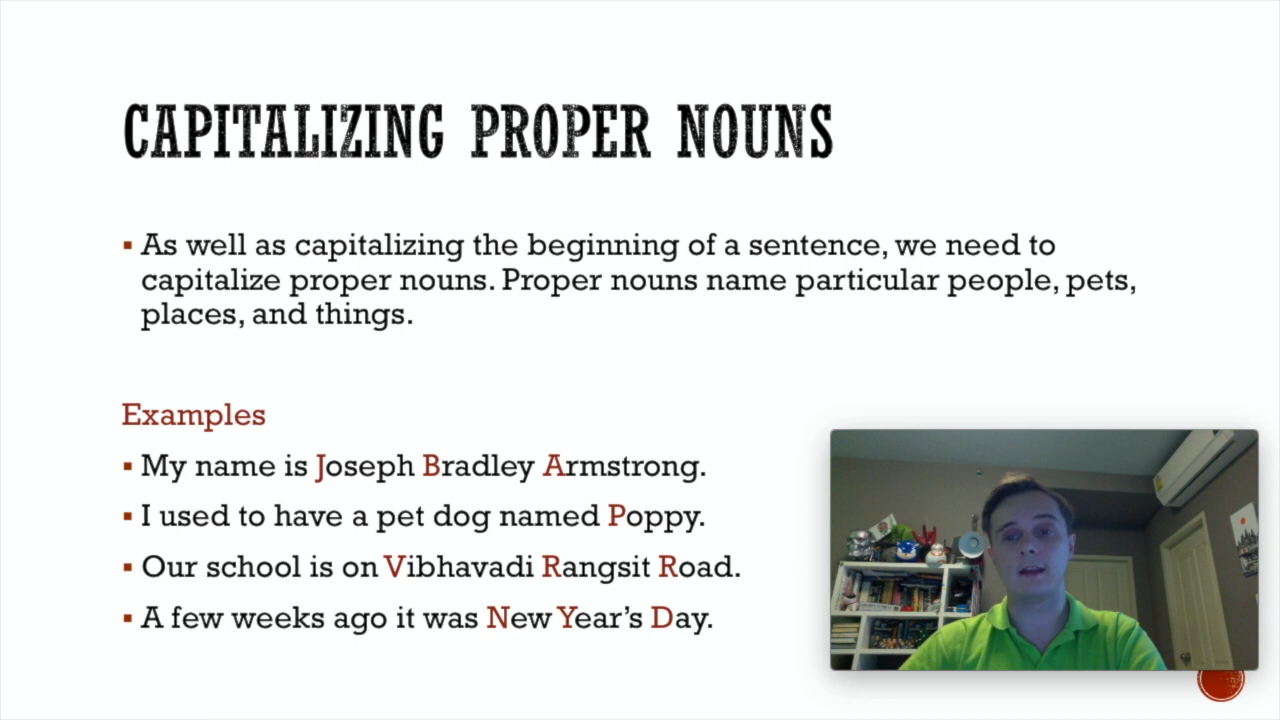 CAPITALIZING PROPER NOUNS
▪ As well as capitalizing the beginning of a sentence, we need to
capitalize proper nouns. Proper nouns name particular people, pets,
places, and things.
Examples
▪ My name is Joseph Bradley Armstrong.
▪ I used to have a pet dog named Poppy.
▪ Our school is on Vibhavadi Rangsit Road.
▪ A few weeks ago it was New Year’s Day.